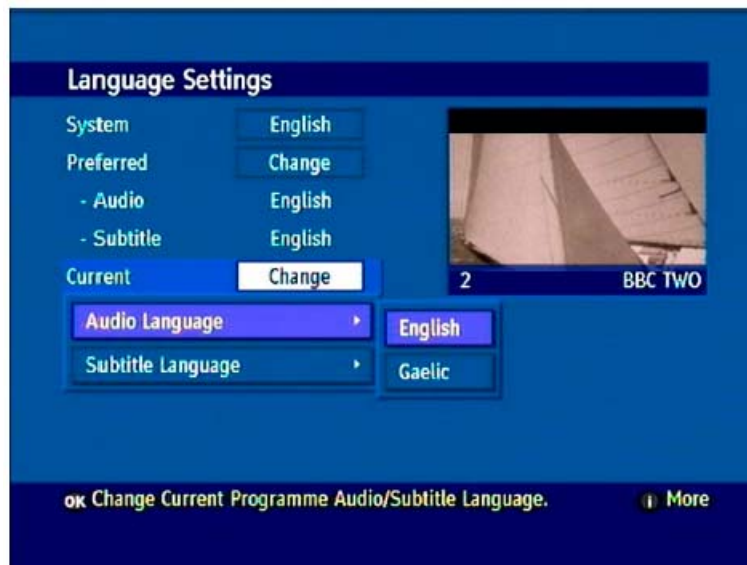 Language Settings
System English
Preferred Change
- Audio English
- Subtitle English
Current Change
2 BBC TWO
Audio Language
English
Subtitle Language
Gaelic
OK Change Current Programme Audio/Subtitle Language.
i More